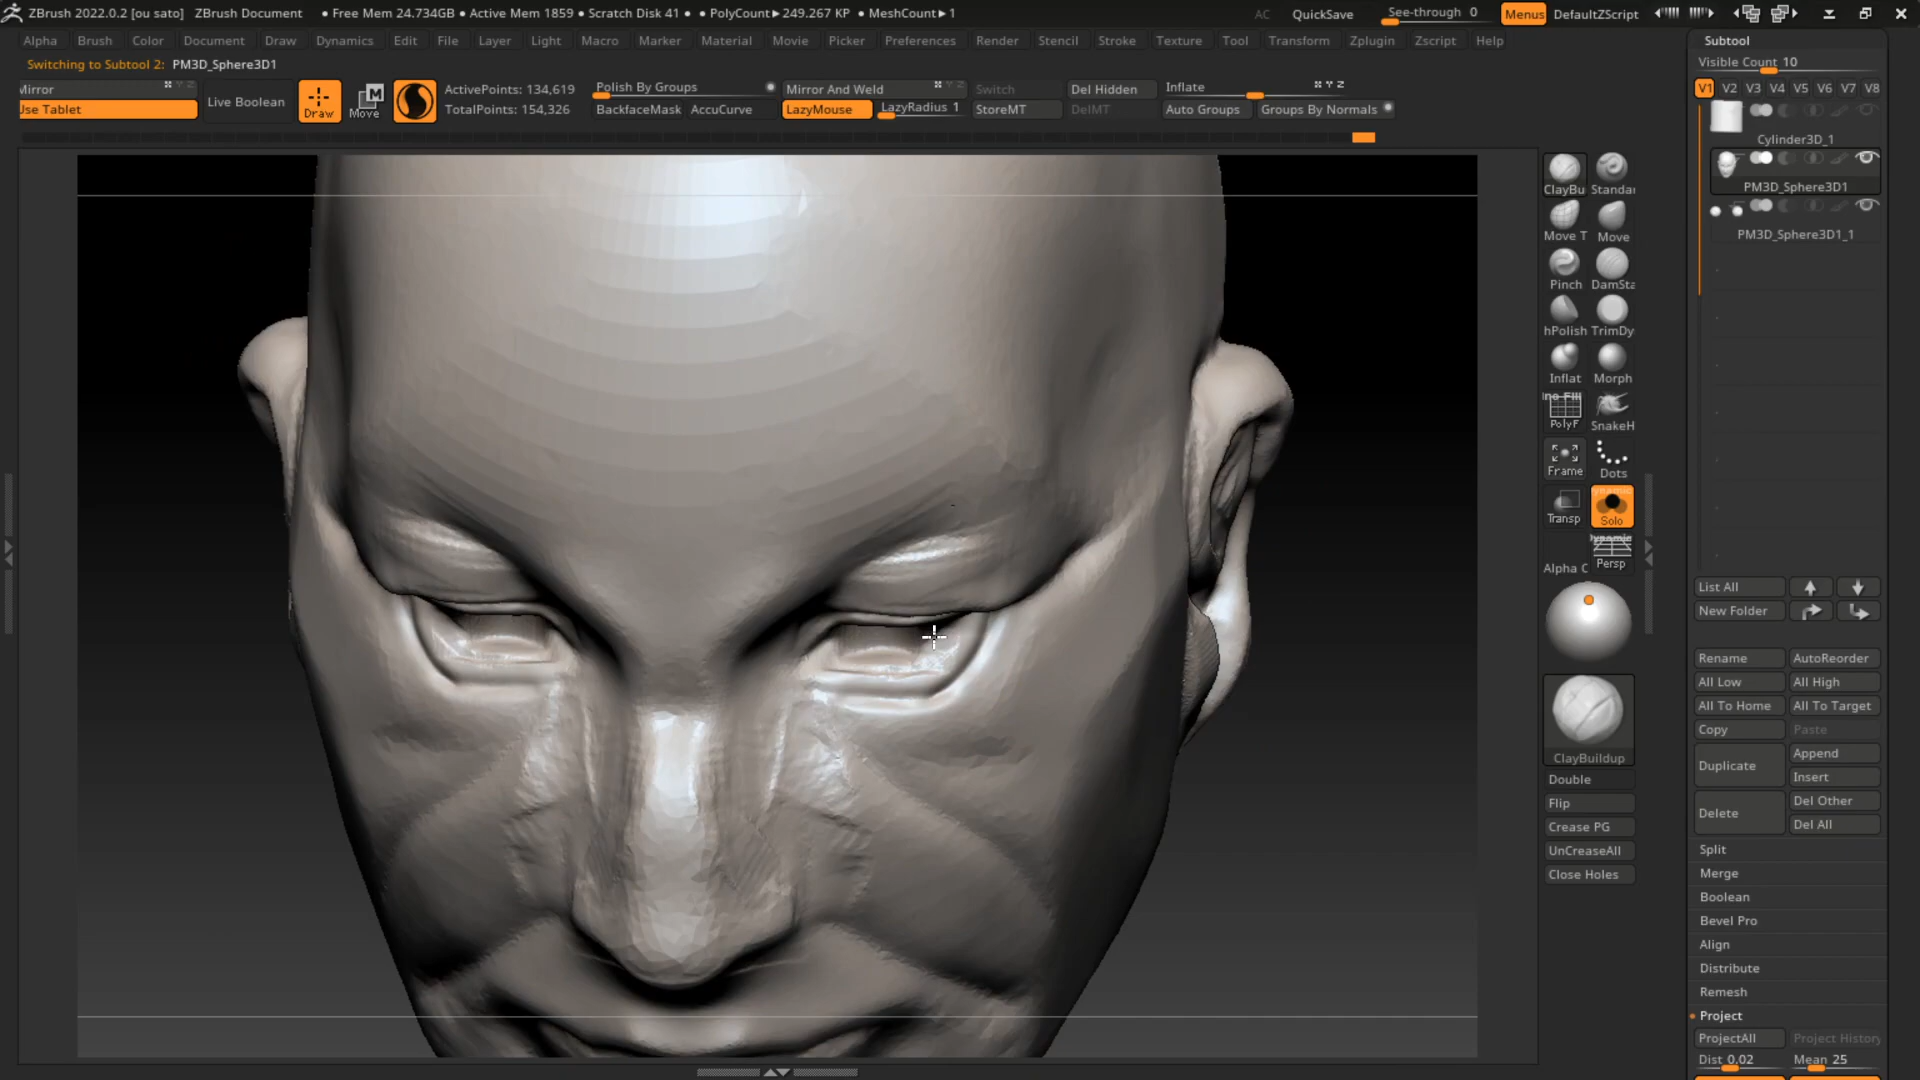 ZBrush 2022.0.2 [ou sato] ZBrush Document • Free Mem 24.734GB • Active Mem 1859 • Scratch Disk 41 • • PolyCount▸249.267 KP • MeshCount▸1 AC QuickSave See-through 0 Menus DefaultZScript
Alpha Brush Color Document Draw Dynamics Edit File Layer Light Macro Marker Material Movie Picker Preferences Render Stencil Stroke Texture Tool Transform Zplugin Zscript Help
Switching to Subtool 2: PM3D_Sphere3D1
Mirror
Use Tablet
Live Boolean
Draw
Move
ActivePoints: 134,619
TotalPoints: 154,326
Polish By Groups
BackfaceMask AccuCurve
Mirror And Weld
LazyMouse LazyRadius 1
Switch
StoreMT
Del Hidden
DelMT
Inflate
Auto Groups Groups By Normals
ClayBu Standar
Move T Move
Pinch DamSta
hPolish TrimDy
Inflat Morph
ine Fill
PolyF SnakeH
Frame Dots
Transp Solo
Dynamic
Persp
Alpha C
ClayBuildup
Double
Flip
Crease PG
UnCreaseAll
Close Holes
Subtool
Visible Count 10
V1 V2 V3 V4 V5 V6 V7 V8
Cylinder3D_1
PM3D_Sphere3D1
PM3D_Sphere3D1_1
List All
New Folder
Rename AutoReorder
All Low All High
All To Home All To Target
Copy Paste
Duplicate Append
Insert
Delete Del Other
Del All
Split
Merge
Boolean
Bevel Pro
Align
Distribute
Remesh
Project
ProjectAll Project History
Dist 0.02 Mean 25